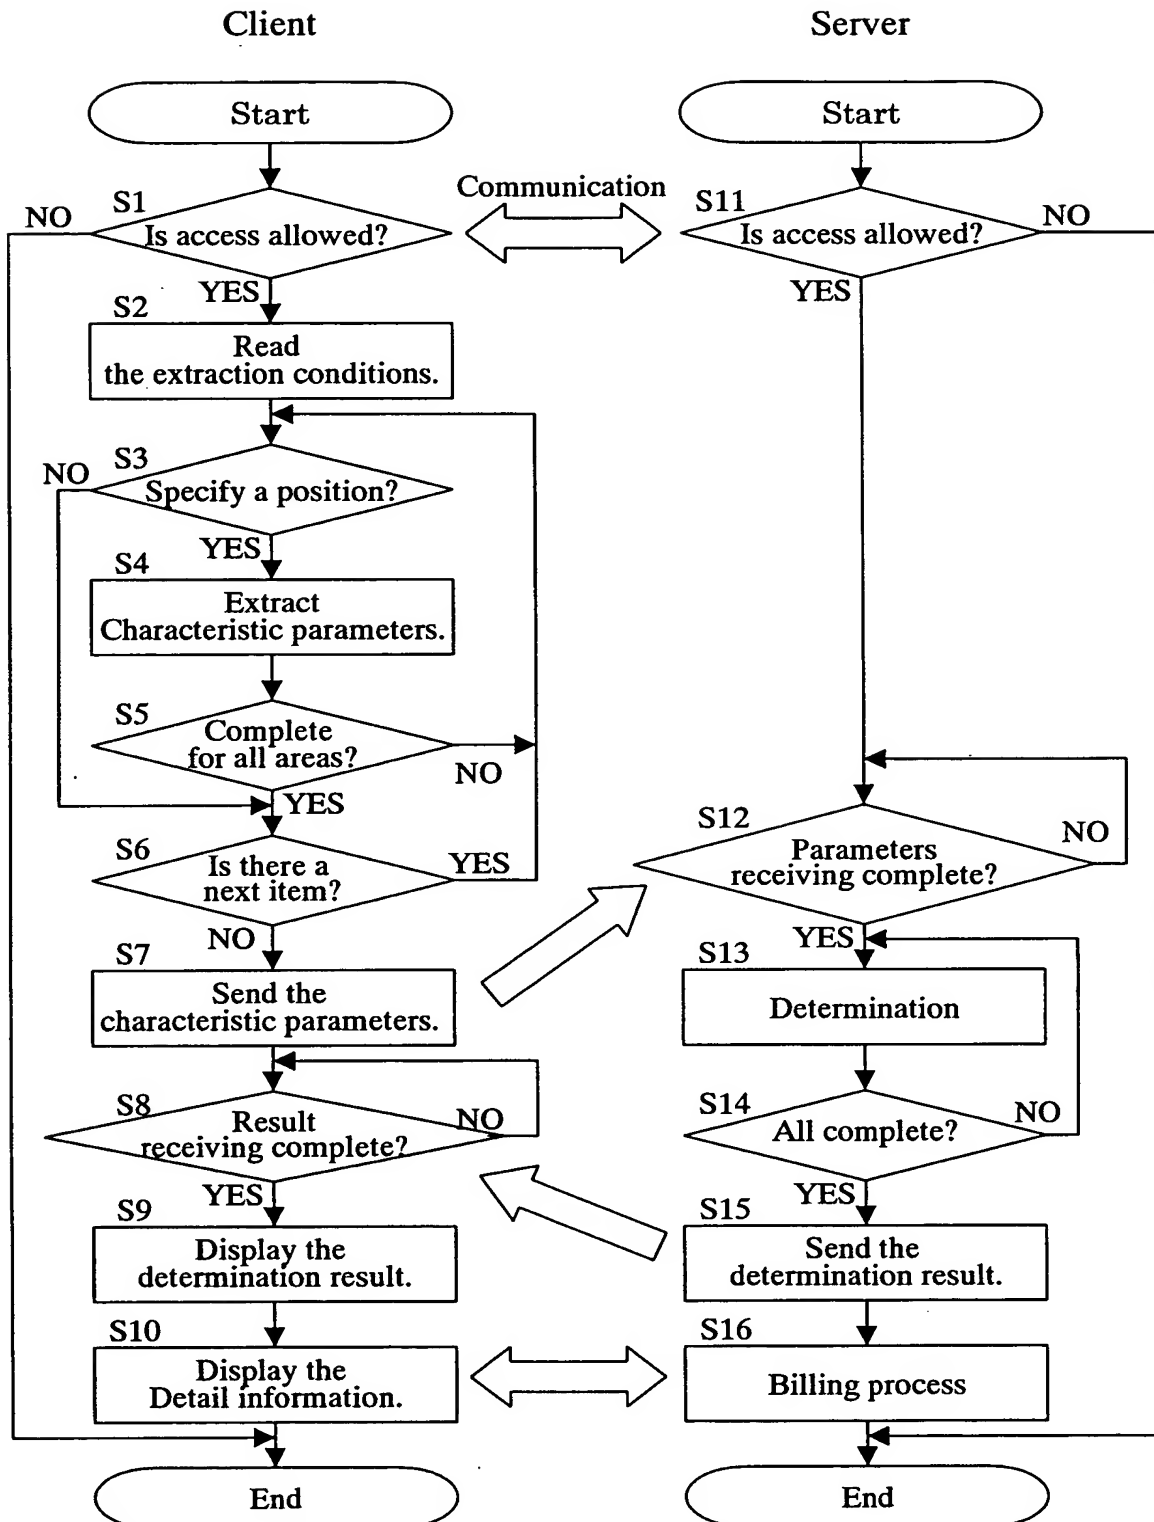 Client
Server
Start
Start
Communication
S1
NO
Is access allowed?
S11
NO
Is access allowed?
YES
YES
S2
Read
the extraction conditions.
S3
NO
Specify a position?
YES
S4
Extract
Characteristic parameters.
S5
Complete
for all areas?
NO
YES
S12
NO
Parameters
receiving complete?
S6
Is there a
next item?
YES
NO
YES
S7
Send the
characteristic parameters.
S13
Determination
S8
Result
receiving complete?
NO
S14
All complete?
NO
YES
YES
S9
Display the
determination result.
S15
Send the
determination result.
S10
Display the
Detail information.
S16
Billing process
End
End